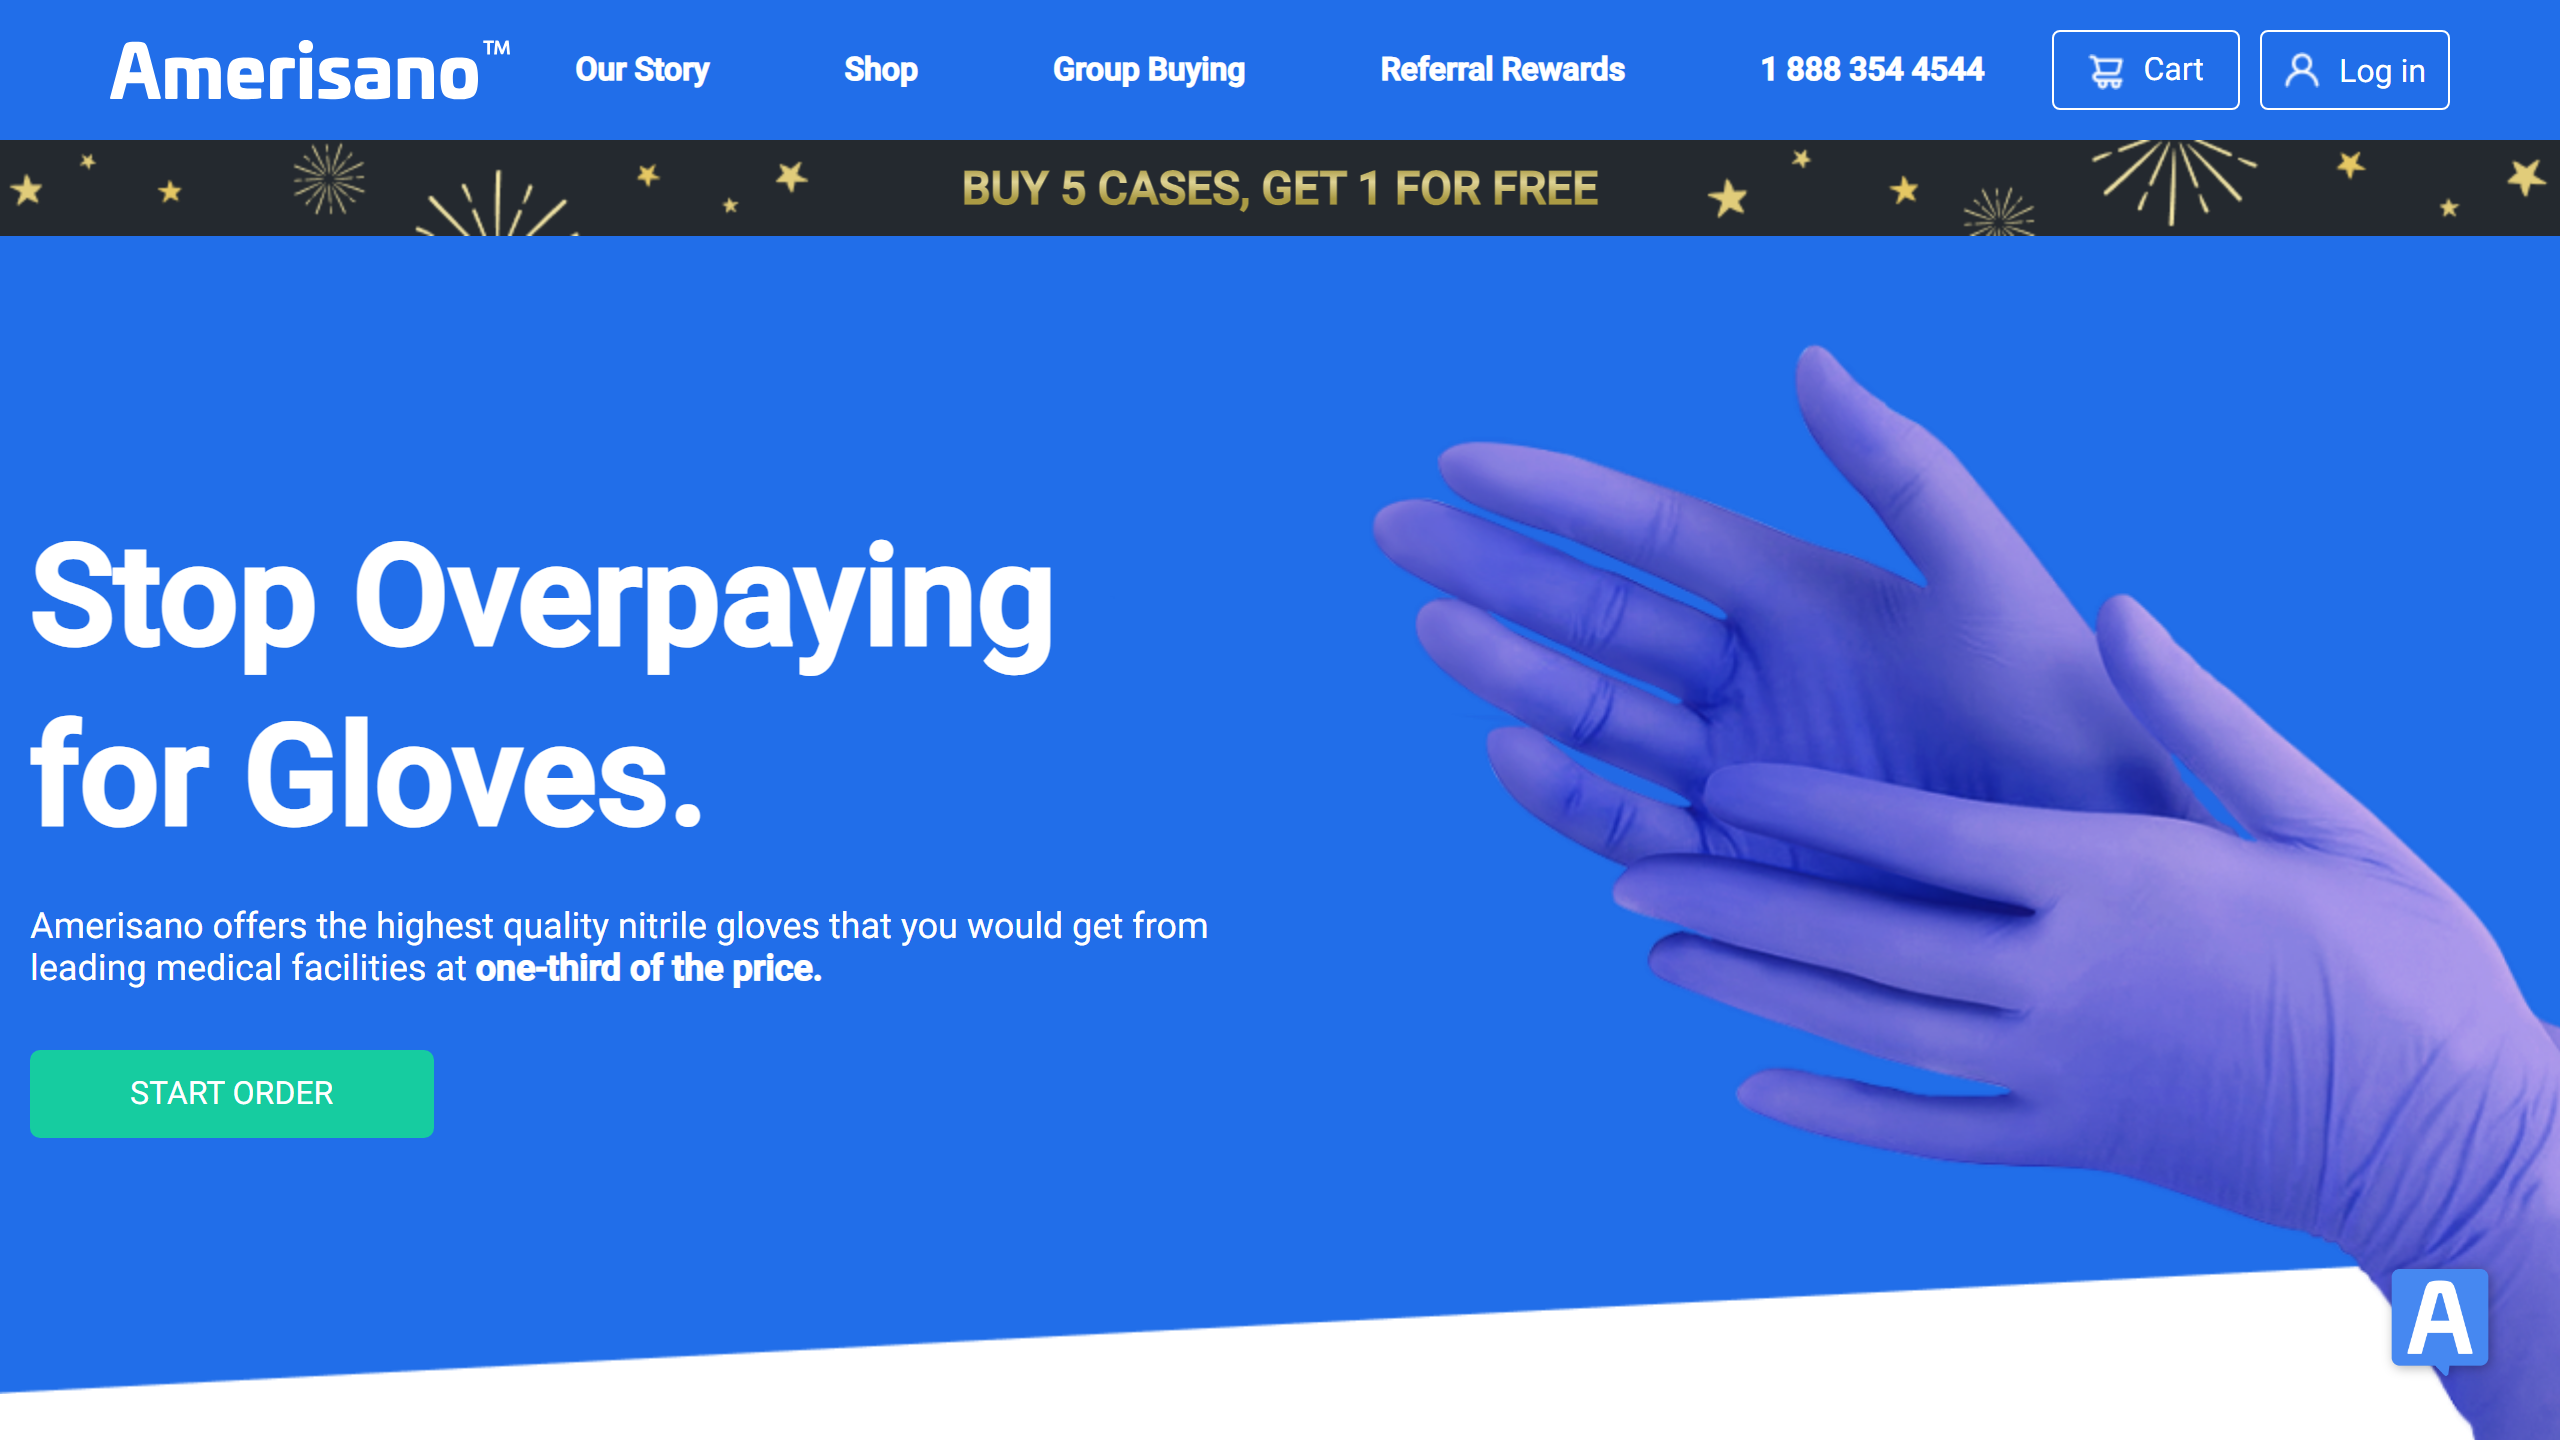 Amerisano™
Our Story
Shop
Group Buying
Referral Rewards
1 888 354 4544
Cart
Log in
BUY 5 CASES, GET 1 FOR FREE
Stop Overpaying
for Gloves.
Amerisano offers the highest quality nitrile gloves that you would get from
leading medical facilities at one-third of the price.
START ORDER
A